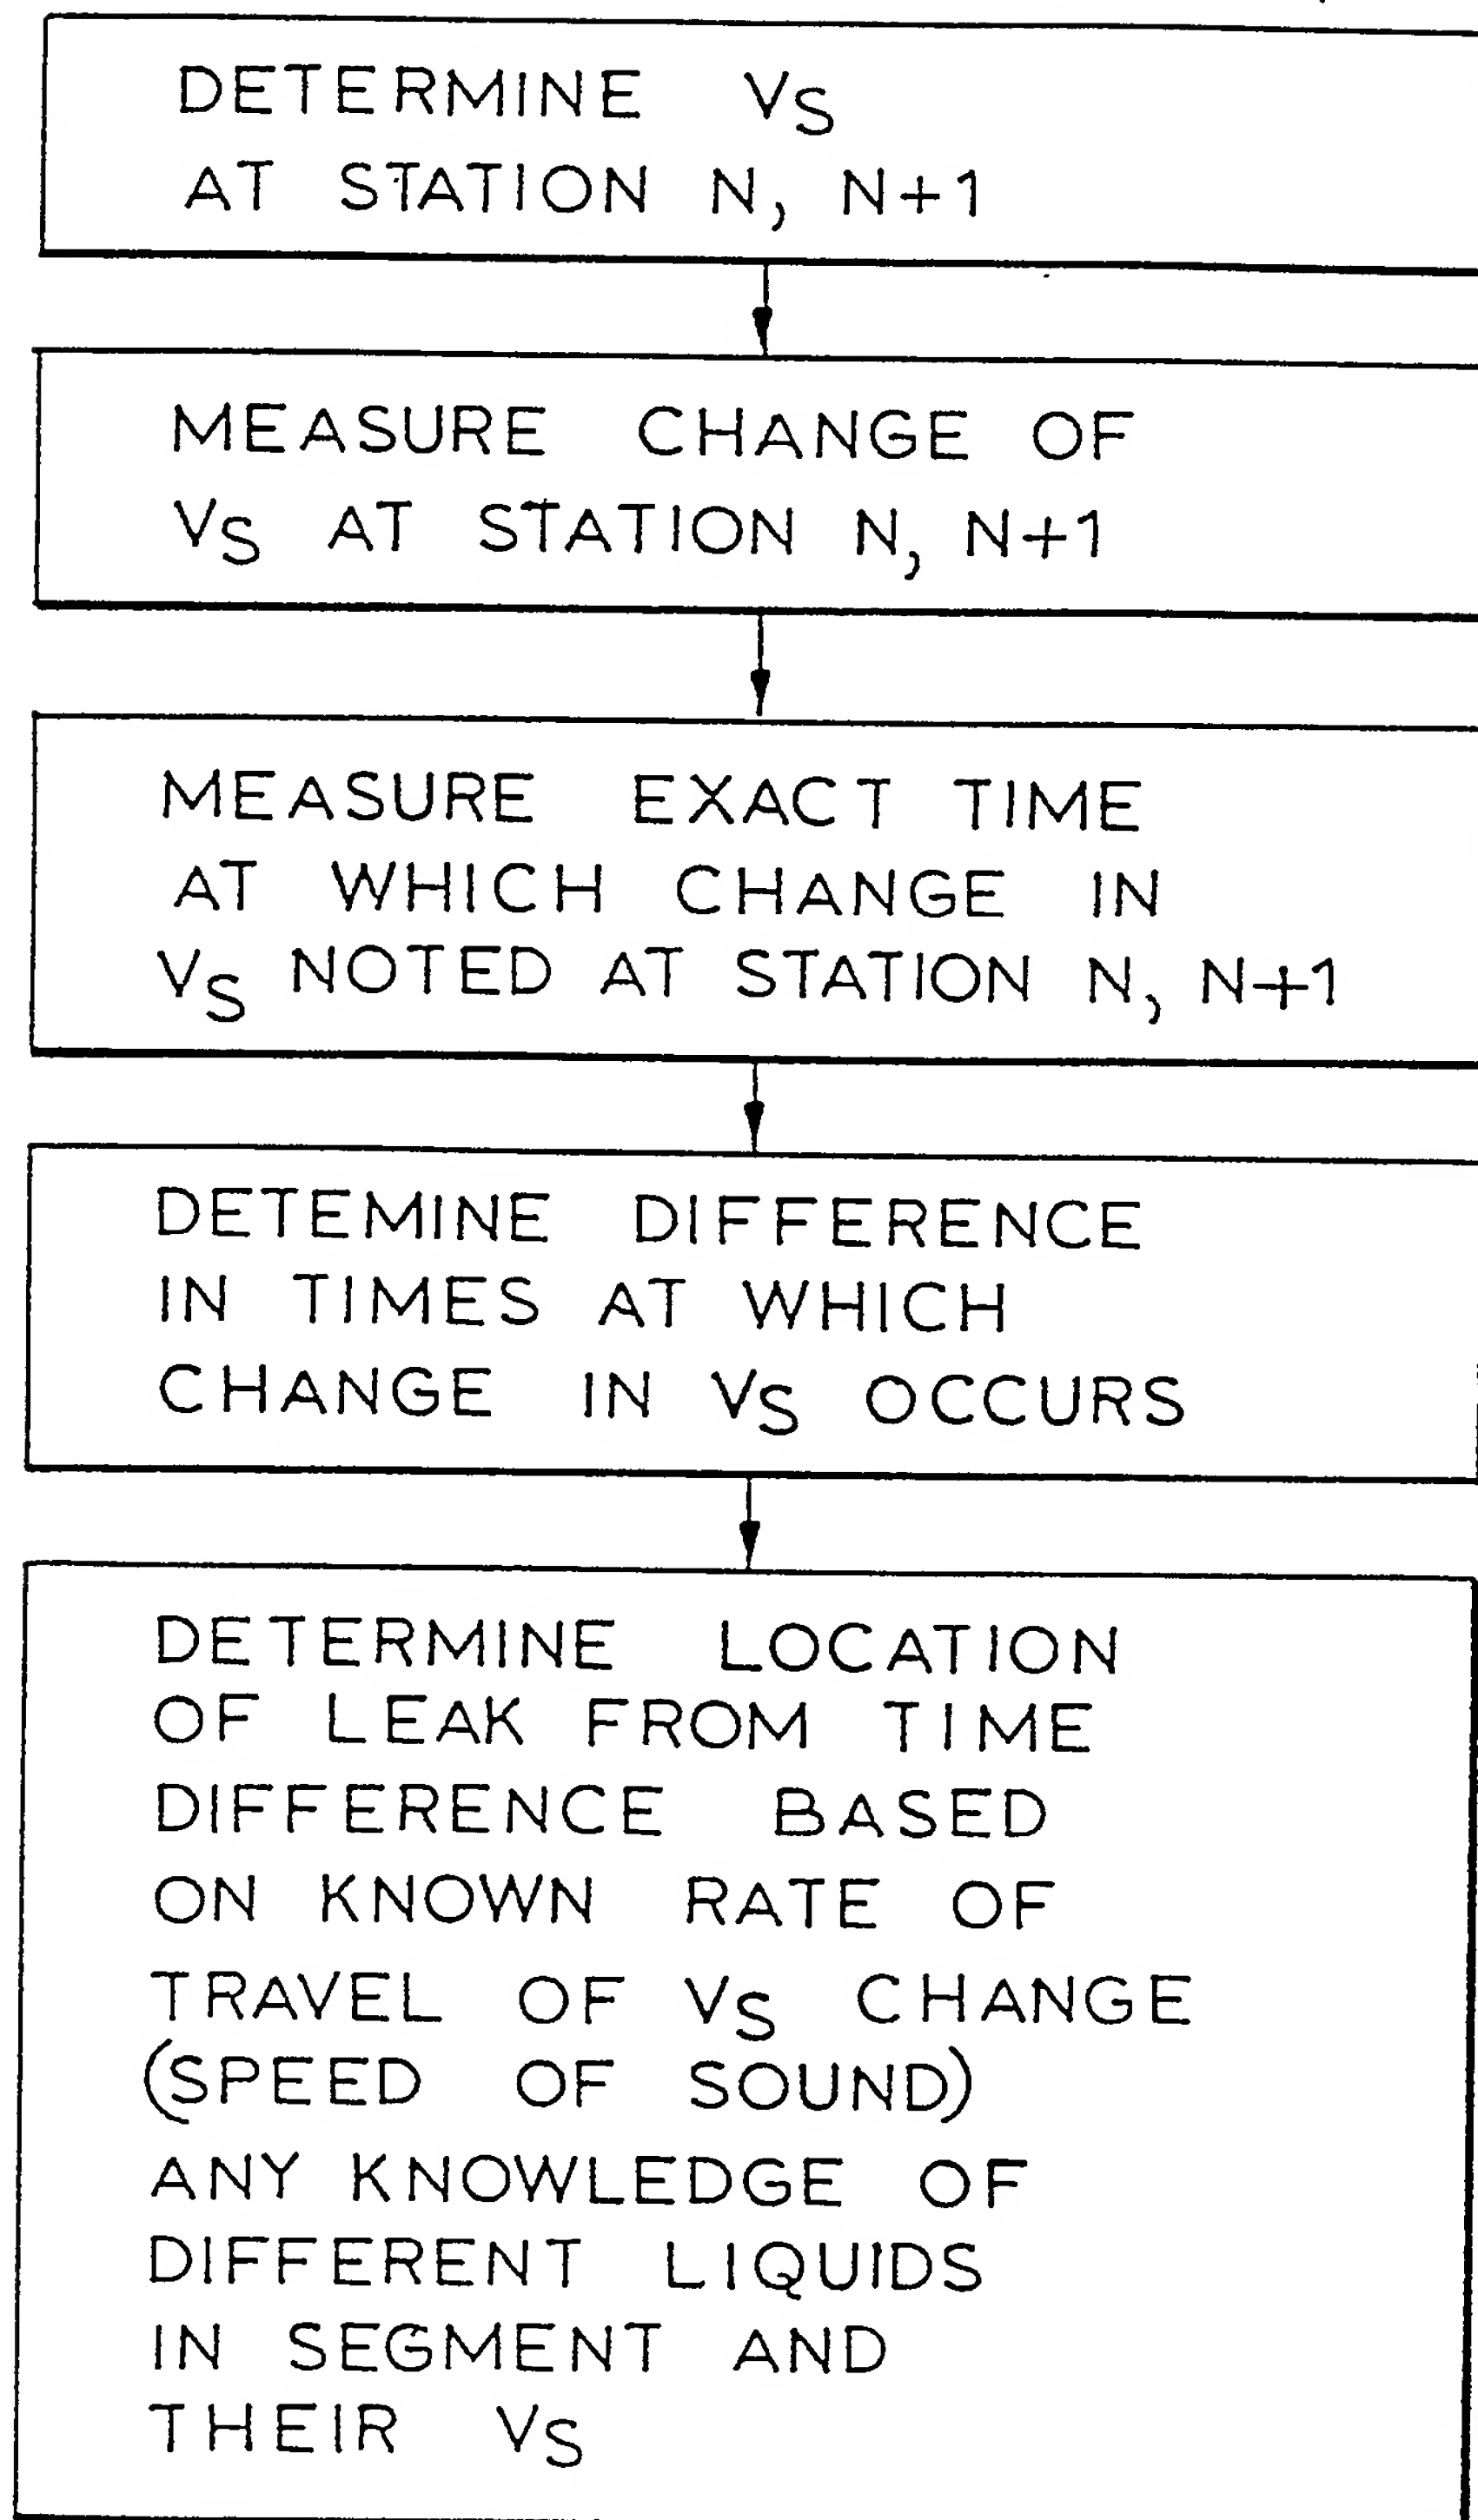 DETERMINE VS
AT STATION N, N+1
MEASURE CHANGE OF
VS AT STATION N, N+1
MEASURE EXACT TIME
AT WHICH CHANGE IN
VS NOTED AT STATION N, N+1
DETEMINE DIFFERENCE
IN TIMES AT WHICH
CHANGE IN VS OCCURS
DETERMINE LOCATION
OF LEAK FROM TIME
DIFFERENCE BASED
ON KNOWN RATE OF
TRAVEL OF VS CHANGE
(SPEED OF SOUND)
ANY KNOWLEDGE OF
DIFFERENT LIQUIDS
IN SEGMENT AND
THEIR VS